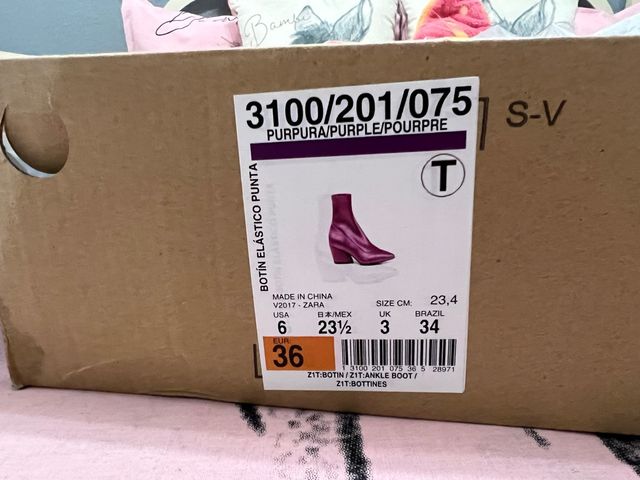 Bambi
3100/201/075
PURPURA/PURPLE/POURPRE
S-V
T
BOTÍN ELÁSTICO PUNTA
MADE IN CHINA
V2017 - ZARA
SIZE CM: 23,4
USA 日本/MEX UK BRAZIL
6 23½ 3 34
EUR:
36
1 3100 201 075 36 5 28971
Z1T:BOTIN / Z1T:ANKLE BOOT /
Z1T:BOTTINES